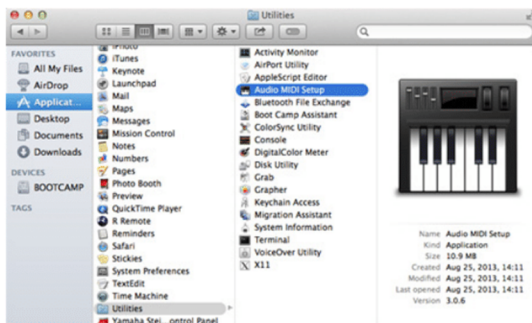 Utilities
FAVORITES
All My Files
AirDrop
Applicat...
Desktop
Documents
Downloads
DEVICES
BOOTCAMP
TAGS
iPhoto
iTunes
Keynote
Launchpad
Mail
Maps
Messages
Mission Control
Notes
Numbers
Pages
Photo Booth
Preview
QuickTime Player
R Remote
Reminders
Safari
Stickies
System Preferences
TextEdit
Time Machine
Utilities
Yamaha Stei...ontrol Panel
Activity Monitor
AirPort Utility
AppleScript Editor
Audio MIDI Setup
Bluetooth File Exchange
Boot Camp Assistant
ColorSync Utility
Console
DigitalColor Meter
Disk Utility
Grab
Grapher
Keychain Access
Migration Assistant
System Information
Terminal
VoiceOver Utility
X11
Name Audio MIDI Setup
Kind Application
Size 10.9 MB
Created Aug 25, 2013, 14:11
Modified Aug 25, 2013, 14:11
Last opened Aug 25, 2013, 14:11
Version 3.0.6